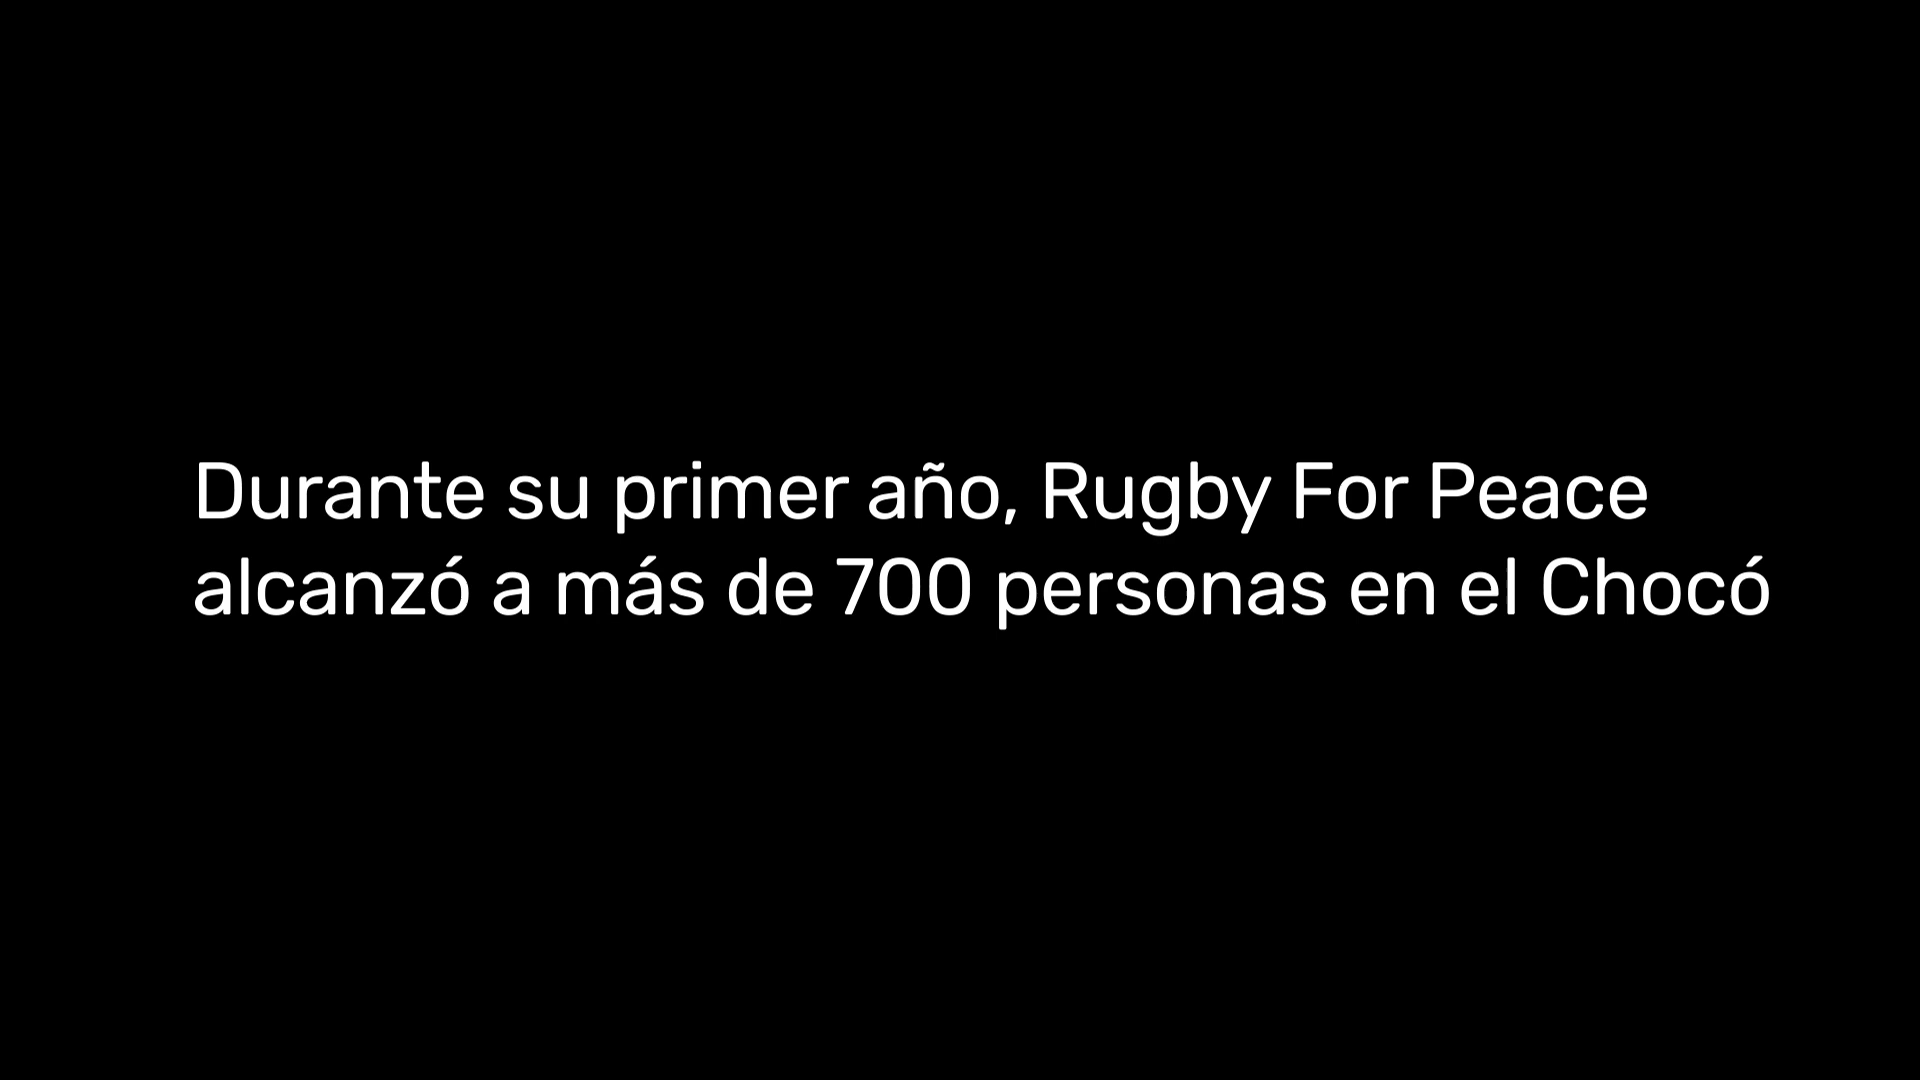 Durante su primer año, Rugby For Peace
alcanzó a más de 700 personas en el Chocó